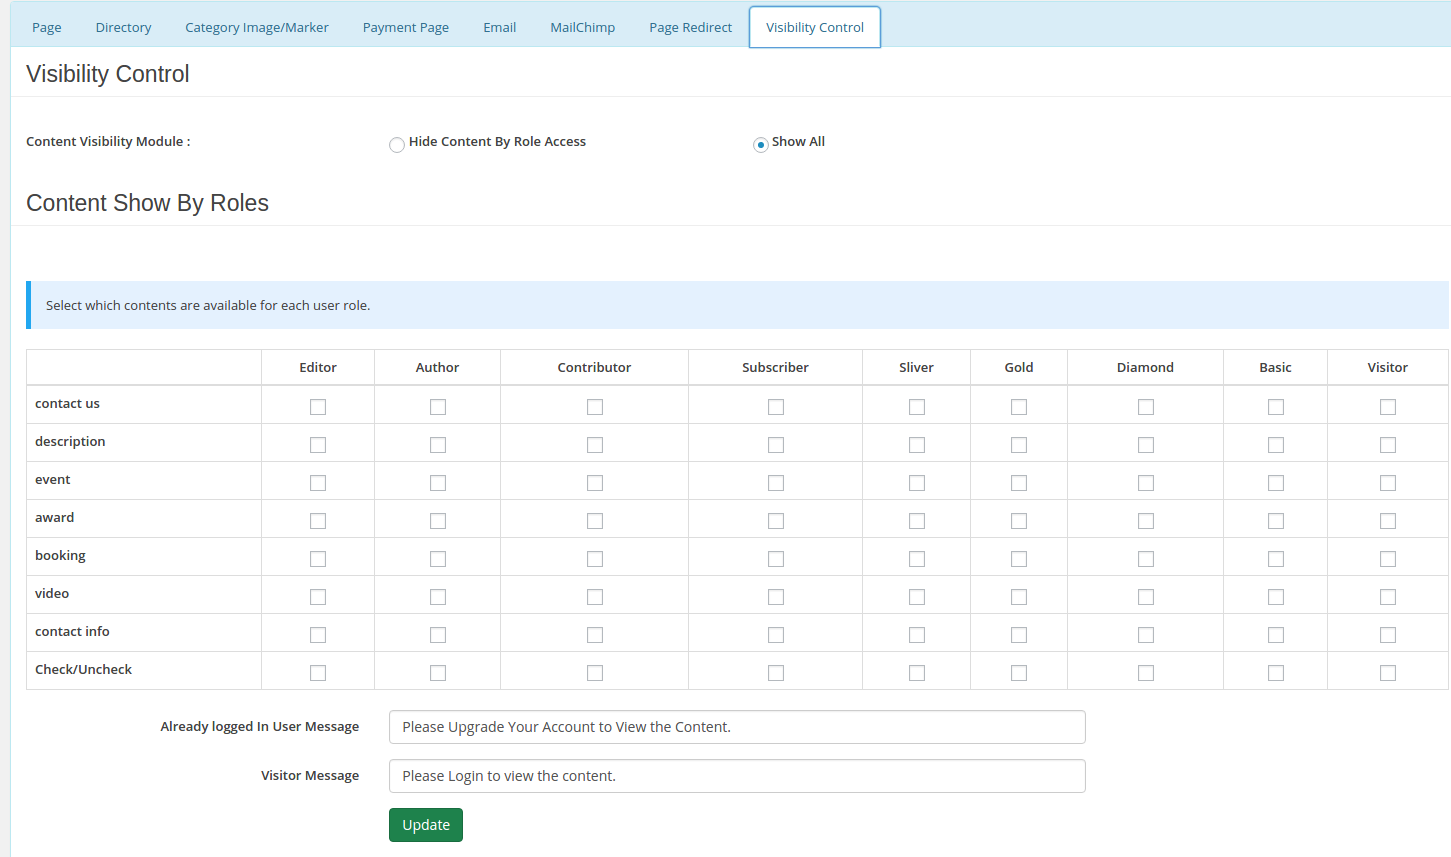 Page Directory Category Image/Marker Payment Page Email MailChimp Page Redirect Visibility Control
Visibility Control
Content Visibility Module : Hide Content By Role Access Show All
Content Show By Roles
Select which contents are available for each user role.
Editor Author Contributor Subscriber Sliver Gold Diamond Basic Visitor
contact us
description
event
award
booking
video
contact info
Check/Uncheck
Already logged In User Message Please Upgrade Your Account to View the Content.
Visitor Message Please Login to view the content.
Update